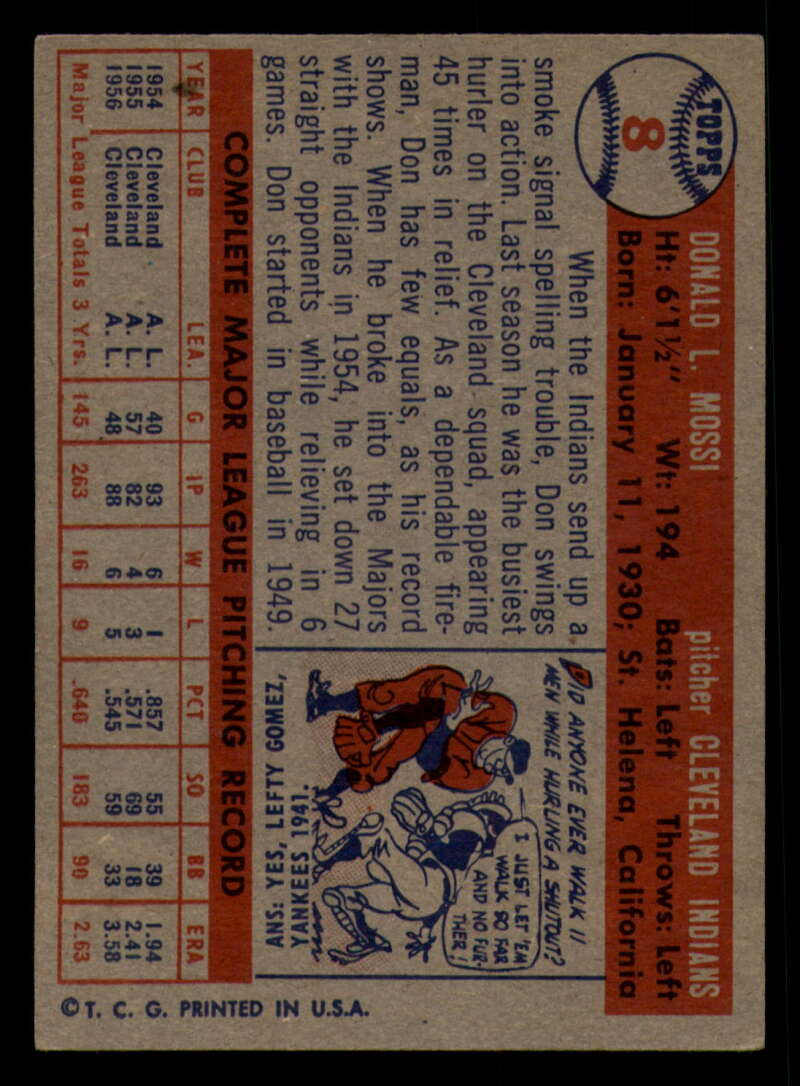 TOPPS
8
DONALD L. MOSSI pitcher CLEVELAND INDIANS
Ht: 6'1½" Wt: 194 Bats: Left Throws: Left
Born: January 11, 1930; St. Helena, California
When the Indians send up a
smoke signal spelling trouble, Don swings
into action. Last season he was the busiest
hurler on the Cleveland squad, appearing
45 times in relief. As a dependable fire-
man, Don has few equals, as his record
shows. When he broke into the Majors
with the Indians in 1954, he set down 27
straight opponents while relieving in 6
games. Don started in baseball in 1949.
DID ANYONE EVER WALK 11
MEN WHILE HURLING A SHUTOUT?
I JUST LET 'EM
WALK SO FAR
AND NO FUR-
THER!
ANS: YES, LEFTY GOMEZ,
YANKEES 1941.
COMPLETE MAJOR LEAGUE PITCHING RECORD
YEAR CLUB LEA. G IP W L PCT SO BB ERA
1954 Cleveland A. L. 40 93 6 1 .857 55 39 1.94
1955 Cleveland A. L. 57 82 4 3 .571 69 18 2.41
1956 Cleveland A. L. 48 88 6 5 .545 59 33 3.58
Major League Totals 3 Yrs. 145 263 16 9 .640 183 90 2.63
© T. C. G. PRINTED IN U.S.A.